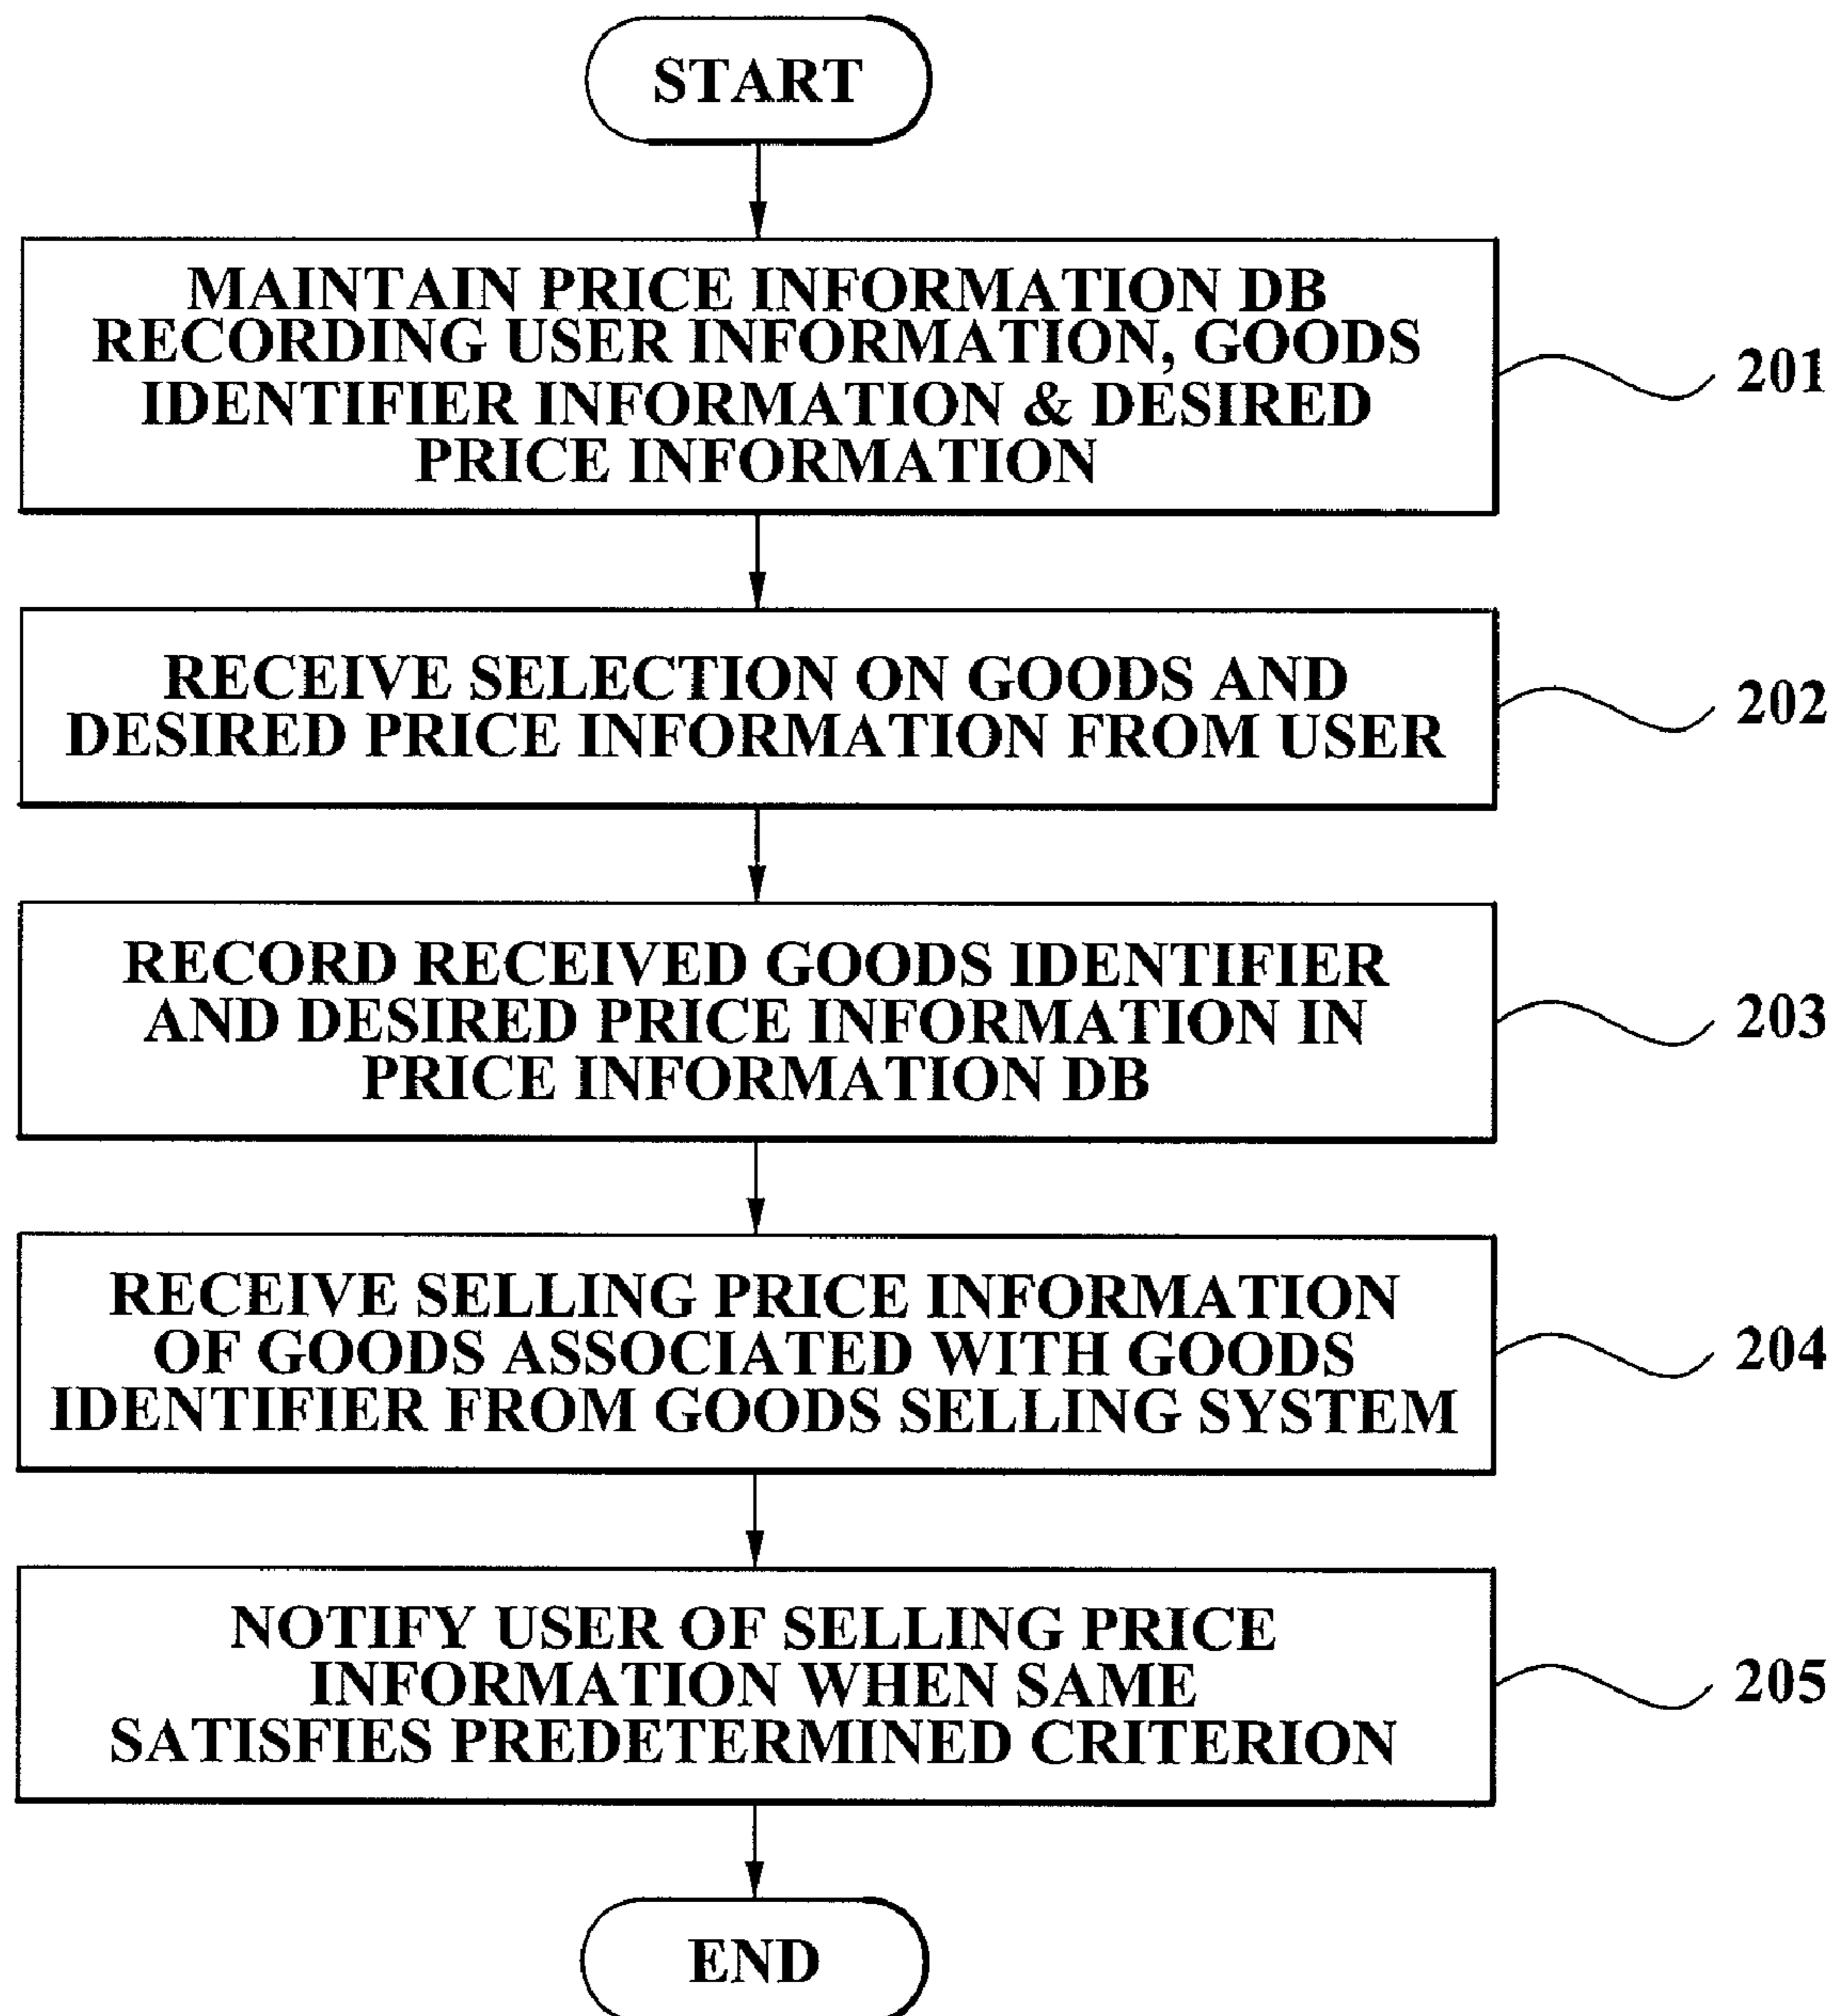 START
MAINTAIN PRICE INFORMATION DB
RECORDING USER INFORMATION, GOODS
IDENTIFIER INFORMATION & DESIRED
PRICE INFORMATION
201
RECEIVE SELECTION ON GOODS AND
DESIRED PRICE INFORMATION FROM USER
202
RECORD RECEIVED GOODS IDENTIFIER
AND DESIRED PRICE INFORMATION IN
PRICE INFORMATION DB
203
RECEIVE SELLING PRICE INFORMATION
OF GOODS ASSOCIATED WITH GOODS
IDENTIFIER FROM GOODS SELLING SYSTEM
204
NOTIFY USER OF SELLING PRICE
INFORMATION WHEN SAME
SATISFIES PREDETERMINED CRITERION
205
END